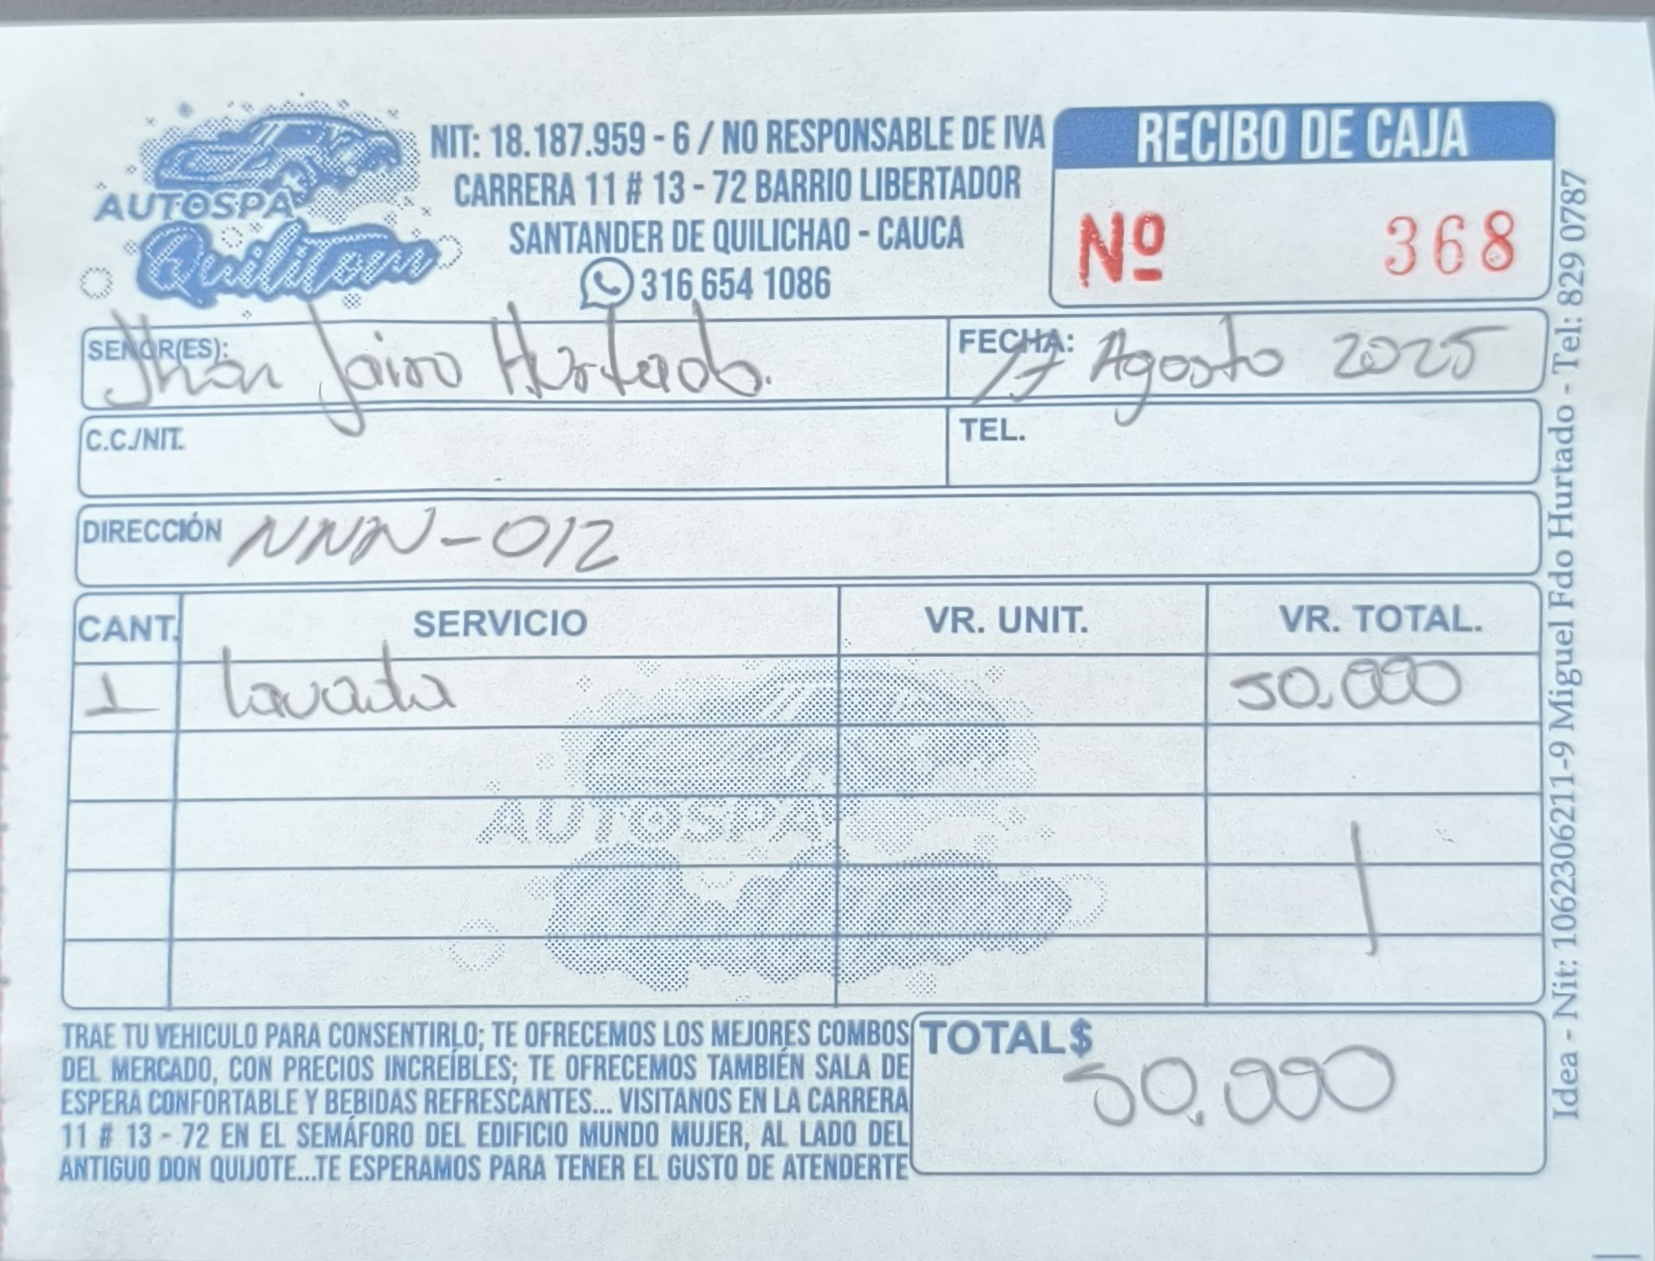 AUTOSPA
Quilitom
NIT: 18.187.959 - 6 / NO RESPONSABLE DE IVA
CARRERA 11 # 13 - 72 BARRIO LIBERTADOR
SANTANDER DE QUILICHAO - CAUCA
316 654 1086
RECIBO DE CAJA
Nº 368
SEÑOR(ES): Jhon Jairo Hurtado.
FECHA: 17 Agosto 2025
C.C./NIT.
TEL.
DIRECCIÓN NNN-012
CANT. SERVICIO VR. UNIT. VR. TOTAL.
1 lavada 50,000
AUTOSPA
TRAE TU VEHICULO PARA CONSENTIRLO; TE OFRECEMOS LOS MEJORES COMBOS
DEL MERCADO, CON PRECIOS INCREÍBLES; TE OFRECEMOS TAMBIÉN SALA DE
ESPERA CONFORTABLE Y BEBIDAS REFRESCANTES... VISITANOS EN LA CARRERA
11 # 13 - 72 EN EL SEMÁFORO DEL EDIFICIO MUNDO MUJER, AL LADO DEL
ANTIGUO DON QUIJOTE...TE ESPERAMOS PARA TENER EL GUSTO DE ATENDERTE
TOTAL$ 50,000
Idea - Nit: 1062306211-9 Miguel Fdo Hurtado - Tel: 829 0787